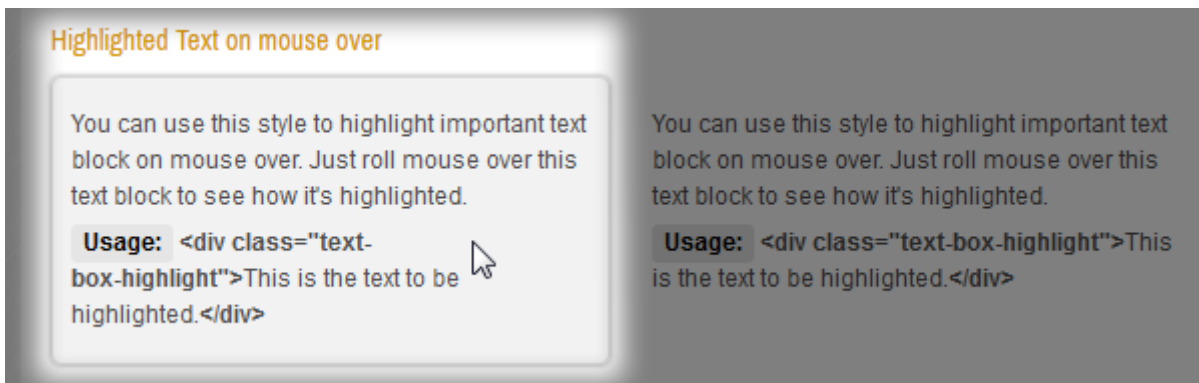 Highlighted Text on mouse over
You can use this style to highlight important text
block on mouse over. Just roll mouse over this
text block to see how it's highlighted.
Usage: <div class="text-
box-highlight">This is the text to be
highlighted.</div>
You can use this style to highlight important text
block on mouse over. Just roll mouse over this
text block to see how it's highlighted.
Usage: <div class="text-box-highlight">This
is the text to be highlighted.</div>